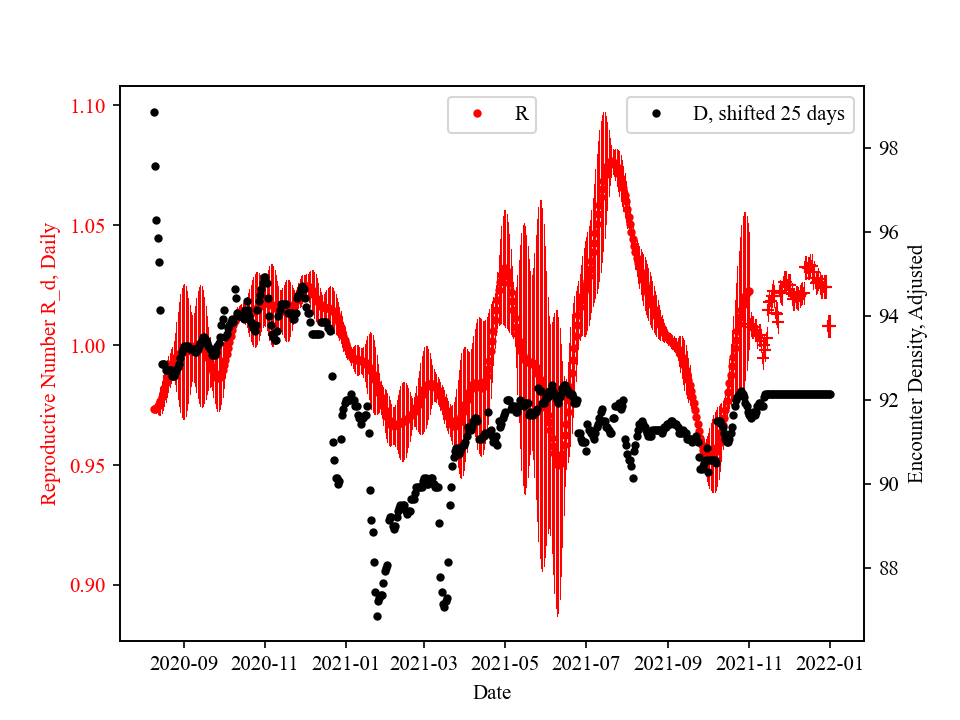 R
D, shifted 25 days
Reproductive Number R_d, Daily
1.10
1.05
1.00
0.95
0.90
98
96
94
92
90
88
Encounter Density, Adjusted
2020-09 2020-11 2021-01 2021-03 2021-05 2021-07 2021-09 2021-11 2022-01
Date